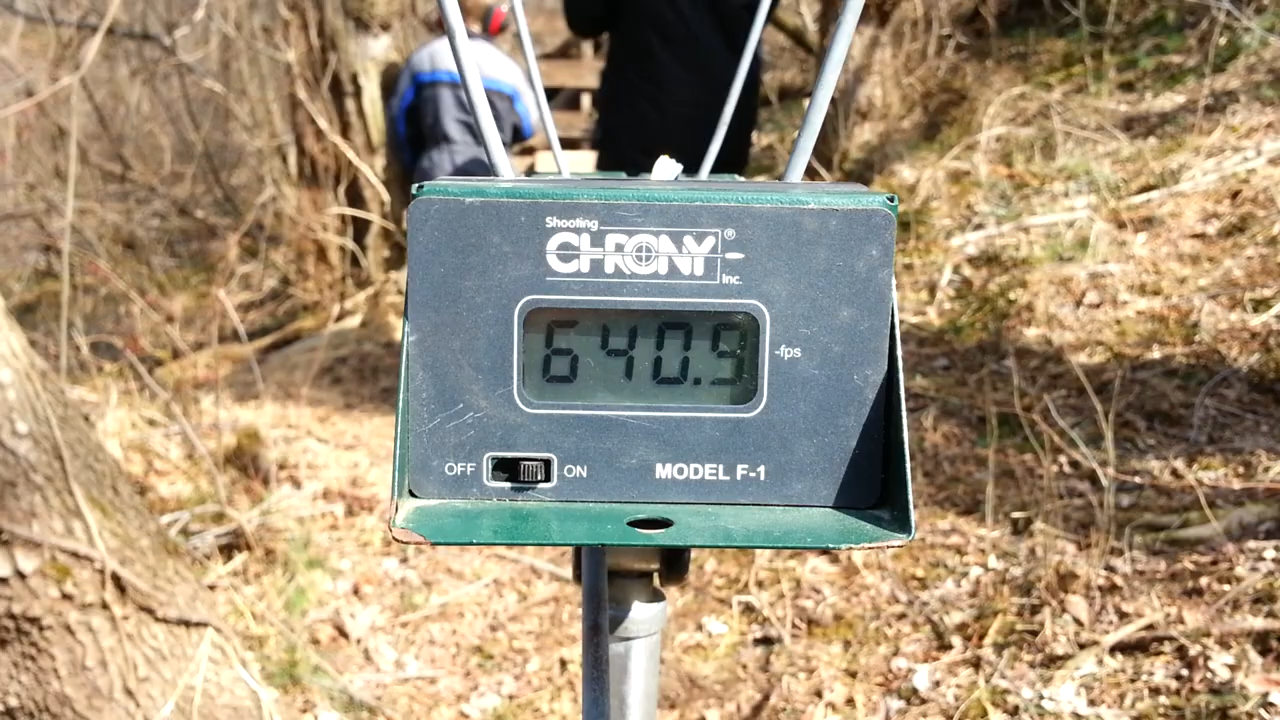 Shooting
CHRONY ®
Inc.
640.9
-fps
OFF ON
MODEL F-1